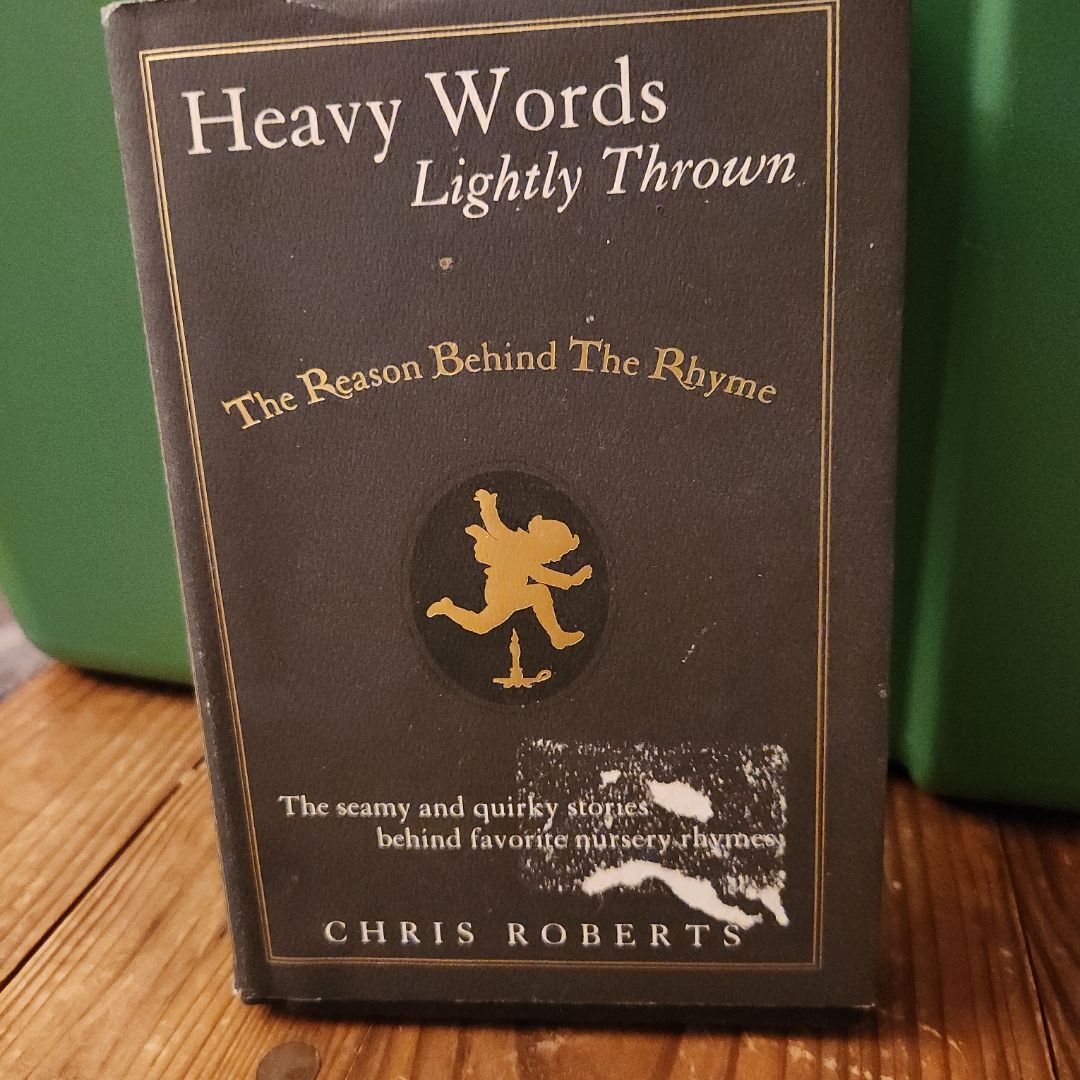 Heavy Words
Lightly Thrown
The Reason Behind The Rhyme
The seamy and quirky stories
behind favorite nursery rhymes
CHRIS ROBERTS